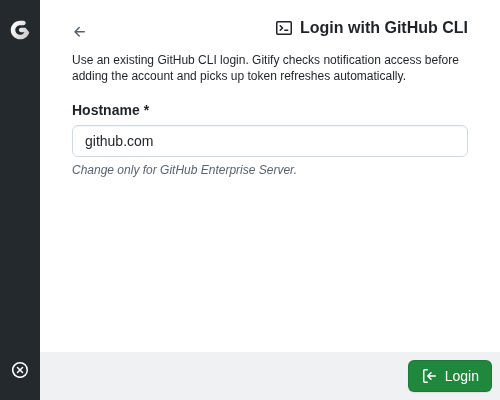 Login with GitHub CLI
Use an existing GitHub CLI login. Gitify checks notification access before
adding the account and picks up token refreshes automatically.
Hostname *
github.com
Change only for GitHub Enterprise Server.
Login